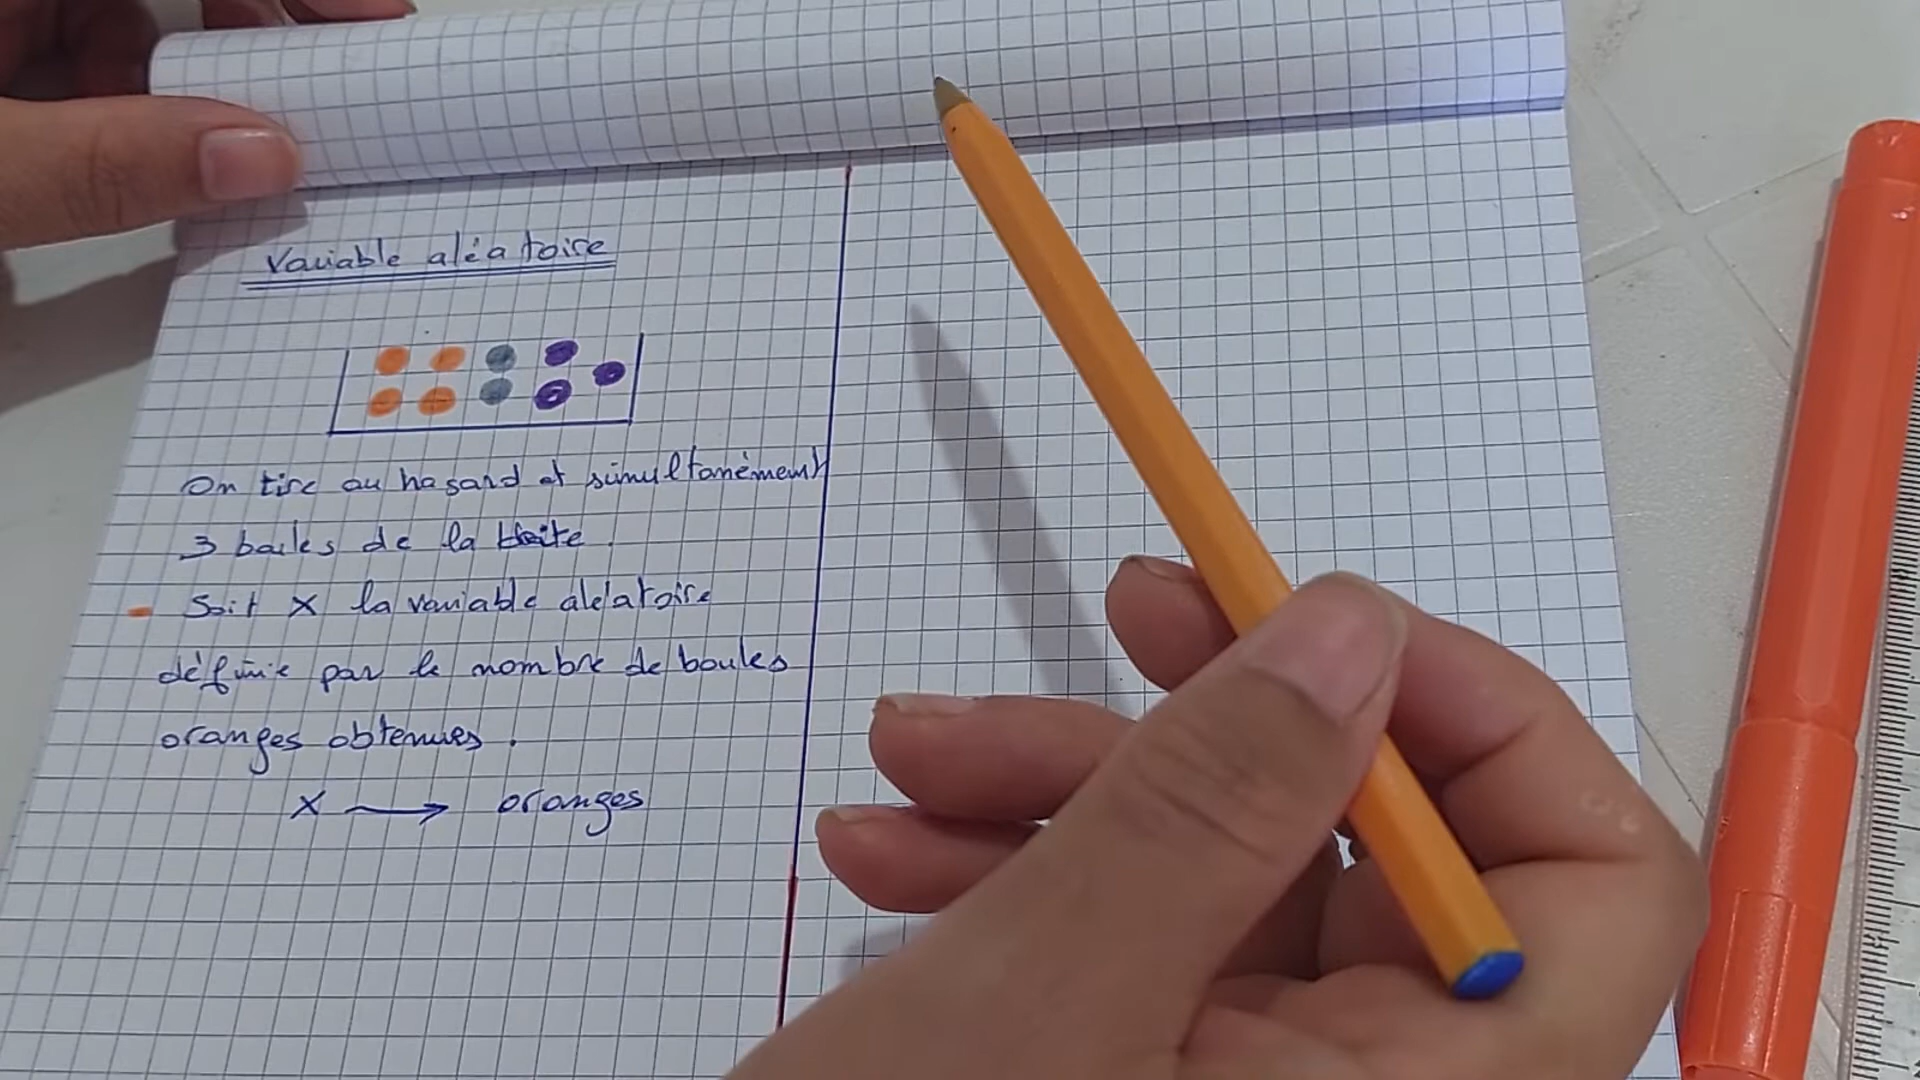 Variable aléatoire
On tire au hasard et simultanément
3 boules de la boite.
- Soit X la variable aléatoire
définie par le nombre de boules
oranges obtenues.
X → oranges